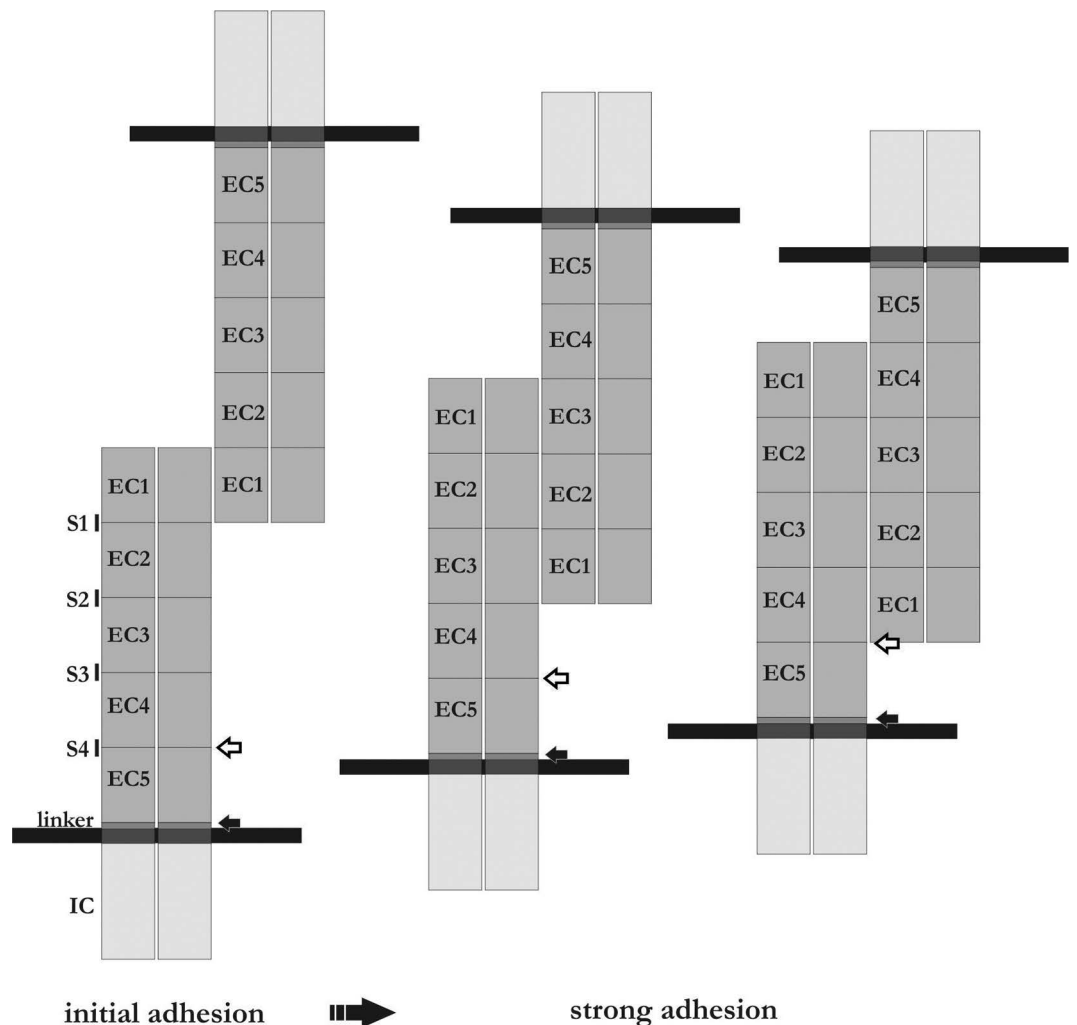 EC5
EC4
EC3
EC2
EC1
EC1
S1
EC2
S2
EC3
S3
EC4
S4
EC5
linker
IC
EC5
EC4
EC3
EC2
EC1
EC1
EC2
EC3
EC4
EC5
EC5
EC4
EC3
EC2
EC1
EC1
EC2
EC3
EC4
EC5
initial adhesion strong adhesion